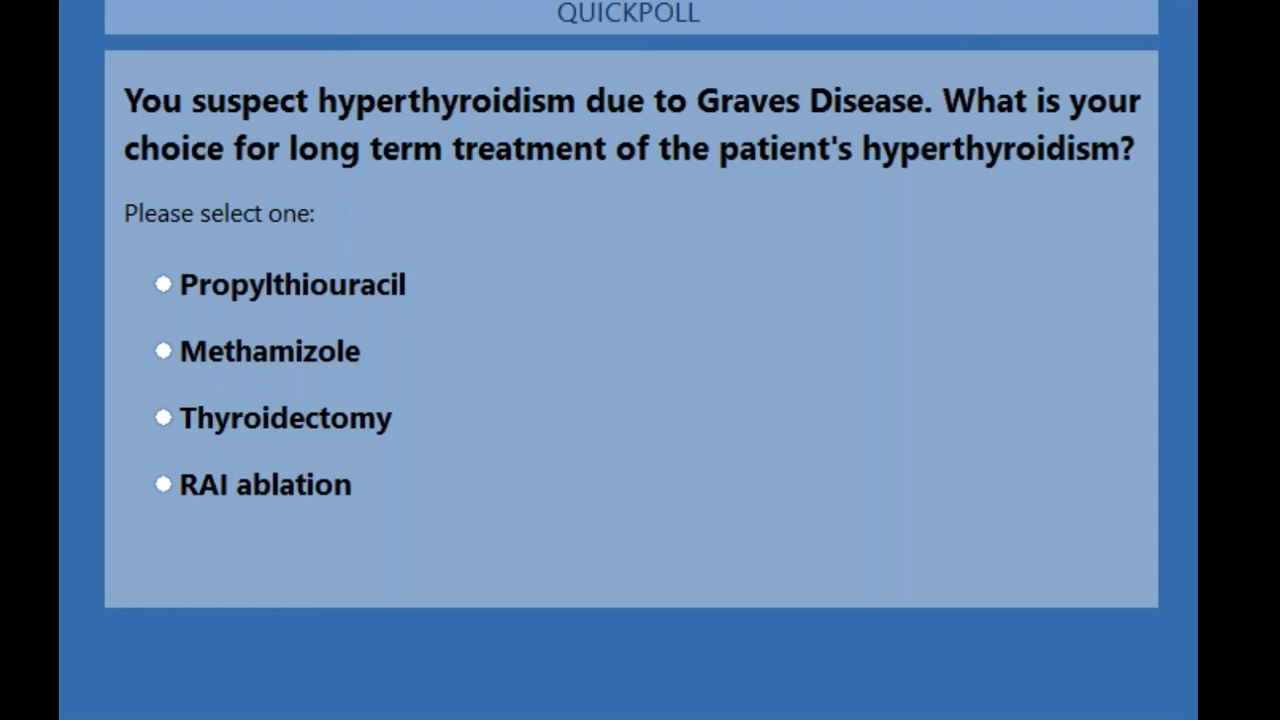 QUICKPOLL
You suspect hyperthyroidism due to Graves Disease. What is your
choice for long term treatment of the patient's hyperthyroidism?
Please select one:
Propylthiouracil
Methamizole
Thyroidectomy
RAI ablation